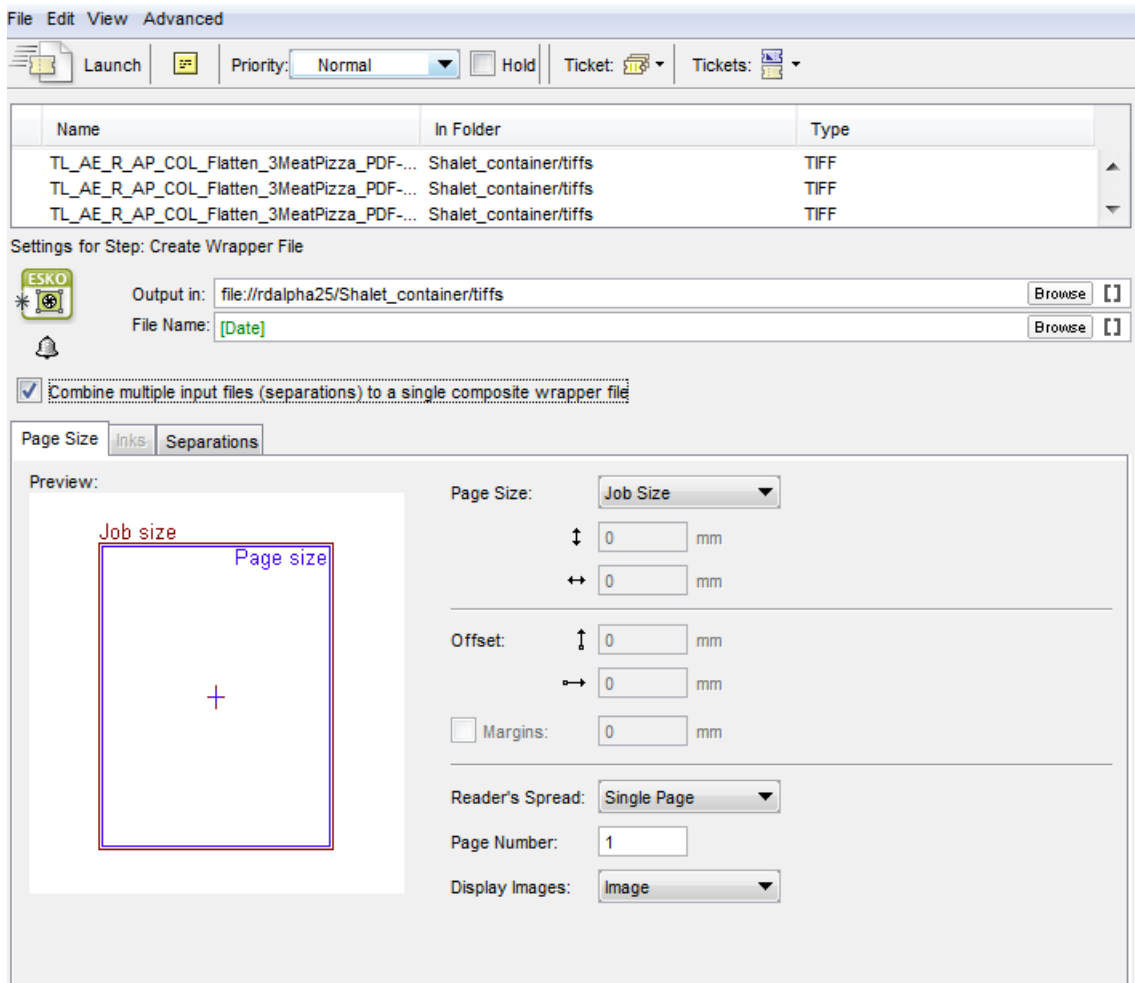 File Edit View Advanced
Launch Priority: Normal Hold Ticket: Tickets:
Name In Folder Type
TL_AE_R_AP_COL_Flatten_3MeatPizza_PDF-... Shalet_container/tiffs TIFF
TL_AE_R_AP_COL_Flatten_3MeatPizza_PDF-... Shalet_container/tiffs TIFF
TL_AE_R_AP_COL_Flatten_3MeatPizza_PDF-... Shalet_container/tiffs TIFF
Settings for Step: Create Wrapper File
ESKO
Output in: file://rdalpha25/Shalet_container/tiffs Browse []
File Name: [Date] Browse []
Combine multiple input files (separations) to a single composite wrapper file
Page Size Inks Separations
Preview:
Job size
Page size
Page Size: Job Size
0 mm
0 mm
Offset: 0 mm
0 mm
Margins: 0 mm
Reader's Spread: Single Page
Page Number: 1
Display Images: Image